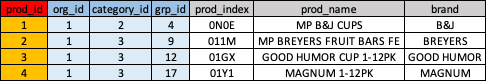 prod_id org_id category_id grp_id prod_index prod_name brand
1 1 2 4 0N0E MP B&J CUPS B&J
2 1 3 9 011M MP BREYERS FRUIT BARS FE BREYERS
3 1 3 12 01GX GOOD HUMOR CUP 1-12PK GOOD HUMOR
4 1 3 17 01Y1 MAGNUM 1-12PK MAGNUM